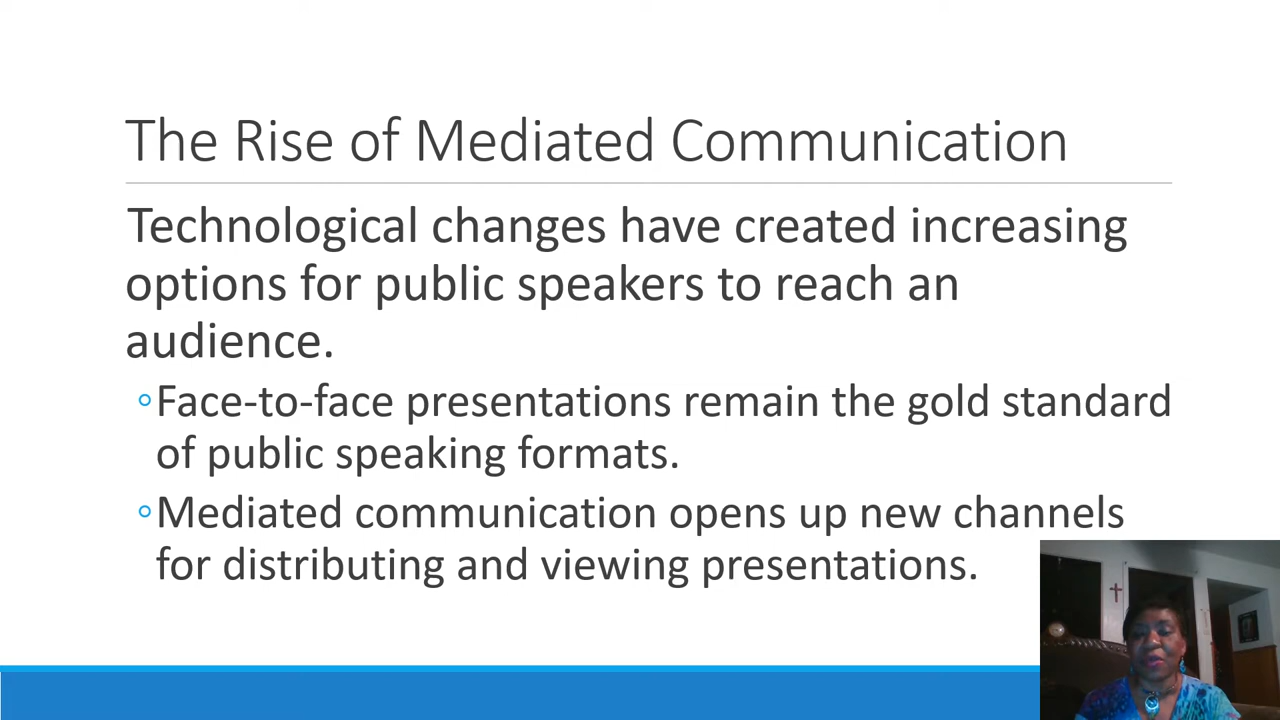 The Rise of Mediated Communication
Technological changes have created increasing
options for public speakers to reach an
audience.
◦Face-to-face presentations remain the gold standard
of public speaking formats.
◦Mediated communication opens up new channels
for distributing and viewing presentations.